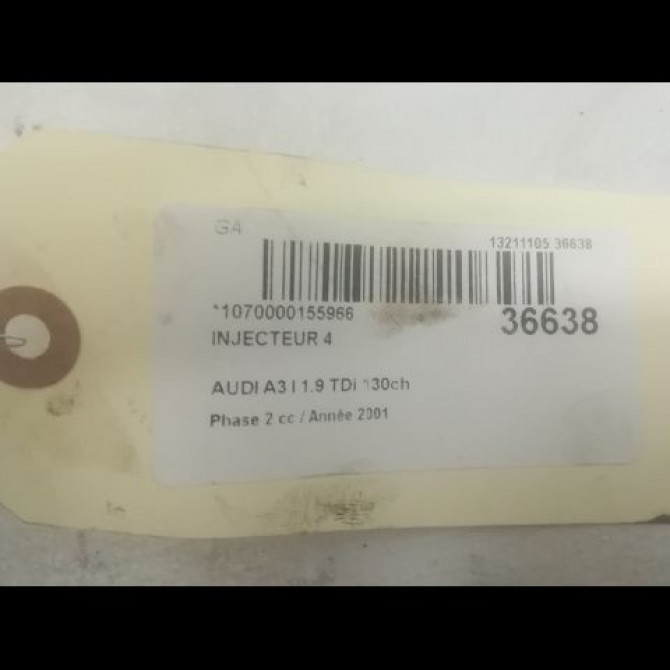 GA
13211105 36638
*1070000155966
36638
INJECTEUR 4
AUDI A3 I 1.9 TDi 130ch
Phase 2 cc / Année 2001